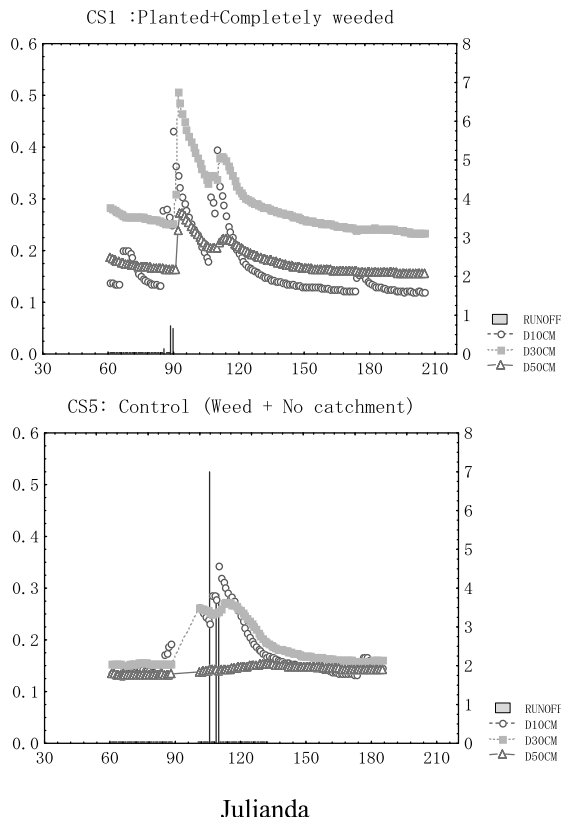 CS1 :Planted+Completely weeded
0.6
0.5
0.4
0.3
0.2
0.1
0.0
8
7
6
5
4
3
2
1
0
30 60 90 120 150 180 210
RUNOFF
D10CM
D30CM
D50CM
CS5: Control (Weed + No catchment)
0.6
0.5
0.4
0.3
0.2
0.1
0.0
8
7
6
5
4
3
2
1
0
30 60 90 120 150 180 210
RUNOFF
D10CM
D30CM
D50CM
Julianda